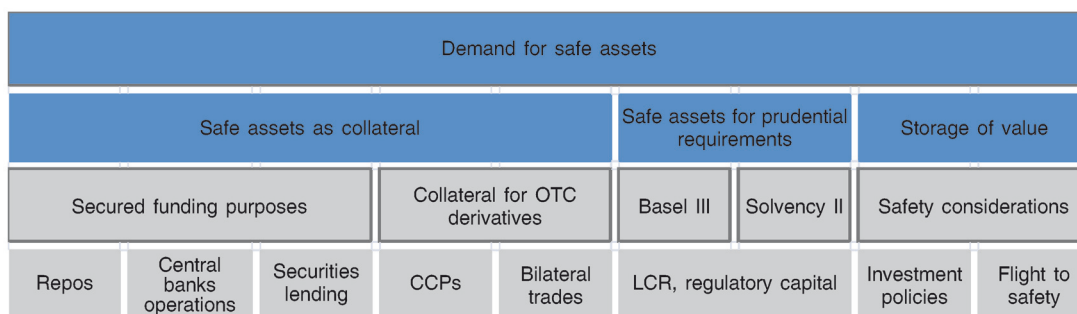 Demand for safe assets
Safe assets as collateral
Safe assets for prudential
requirements
Storage of value
Secured funding purposes
Collateral for OTC
derivatives
Basel III
Solvency II
Safety considerations
Repos
Central
banks
operations
Securities
lending
CCPs
Bilateral
trades
LCR, regulatory capital
Investment
policies
Flight to
safety